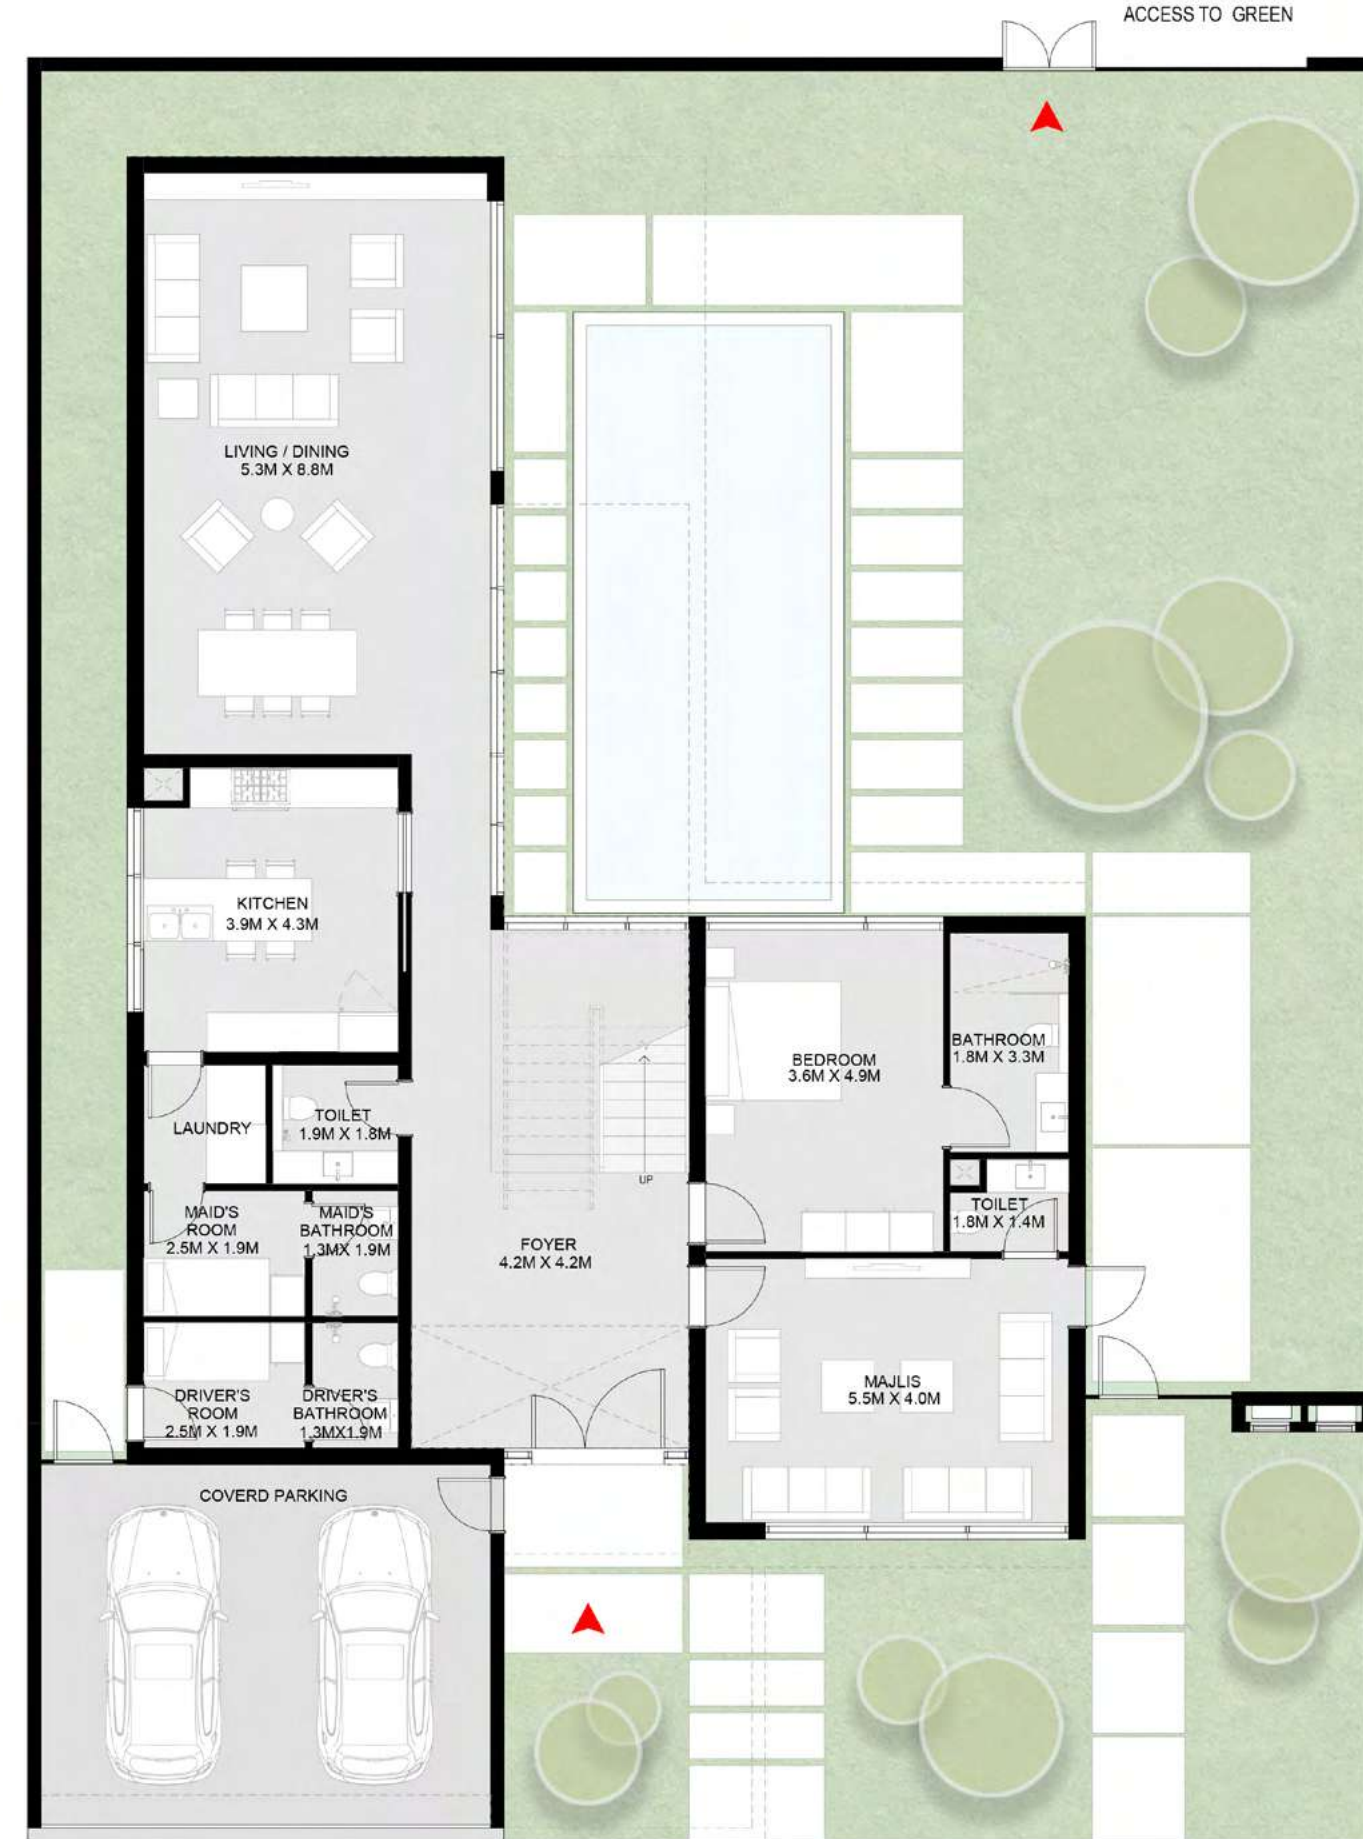 ACCESS TO GREEN
LIVING / DINING
5.3M X 8.8M
KITCHEN
3.9M X 4.3M
BATHROOM
1.8M X 3.3M
BEDROOM
3.6M X 4.9M
TOILET
1.9M X 1.8M
LAUNDRY
UP
MAID'S
ROOM
2.5M X 1.9M
MAID'S
BATHROOM
1.3MX 1.9M
TOILET
1.8M X 1.4M
FOYER
4.2M X 4.2M
MAJLIS
5.5M X 4.0M
DRIVER'S
ROOM
2.5M X 1.9M
DRIVER'S
BATHROOM
1.3MX1.9M
COVERD PARKING